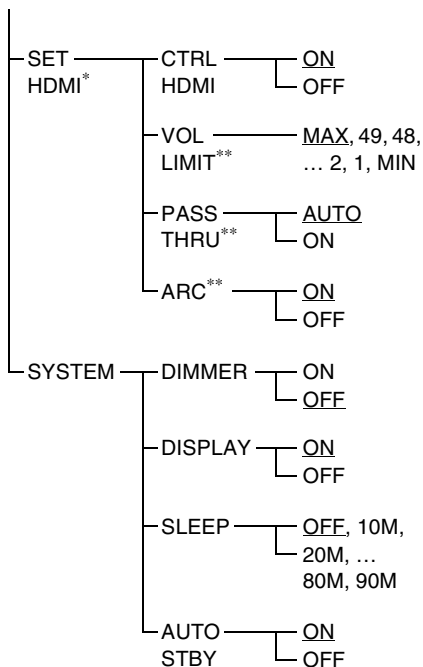 SET HDMI*
CTRL HDMI
ON
OFF
VOL LIMIT**
MAX, 49, 48,
... 2, 1, MIN
PASS THRU**
AUTO
ON
ARC**
ON
OFF
SYSTEM
DIMMER
ON
OFF
DISPLAY
ON
OFF
SLEEP
OFF, 10M,
20M, ...
80M, 90M
AUTO STBY
ON
OFF